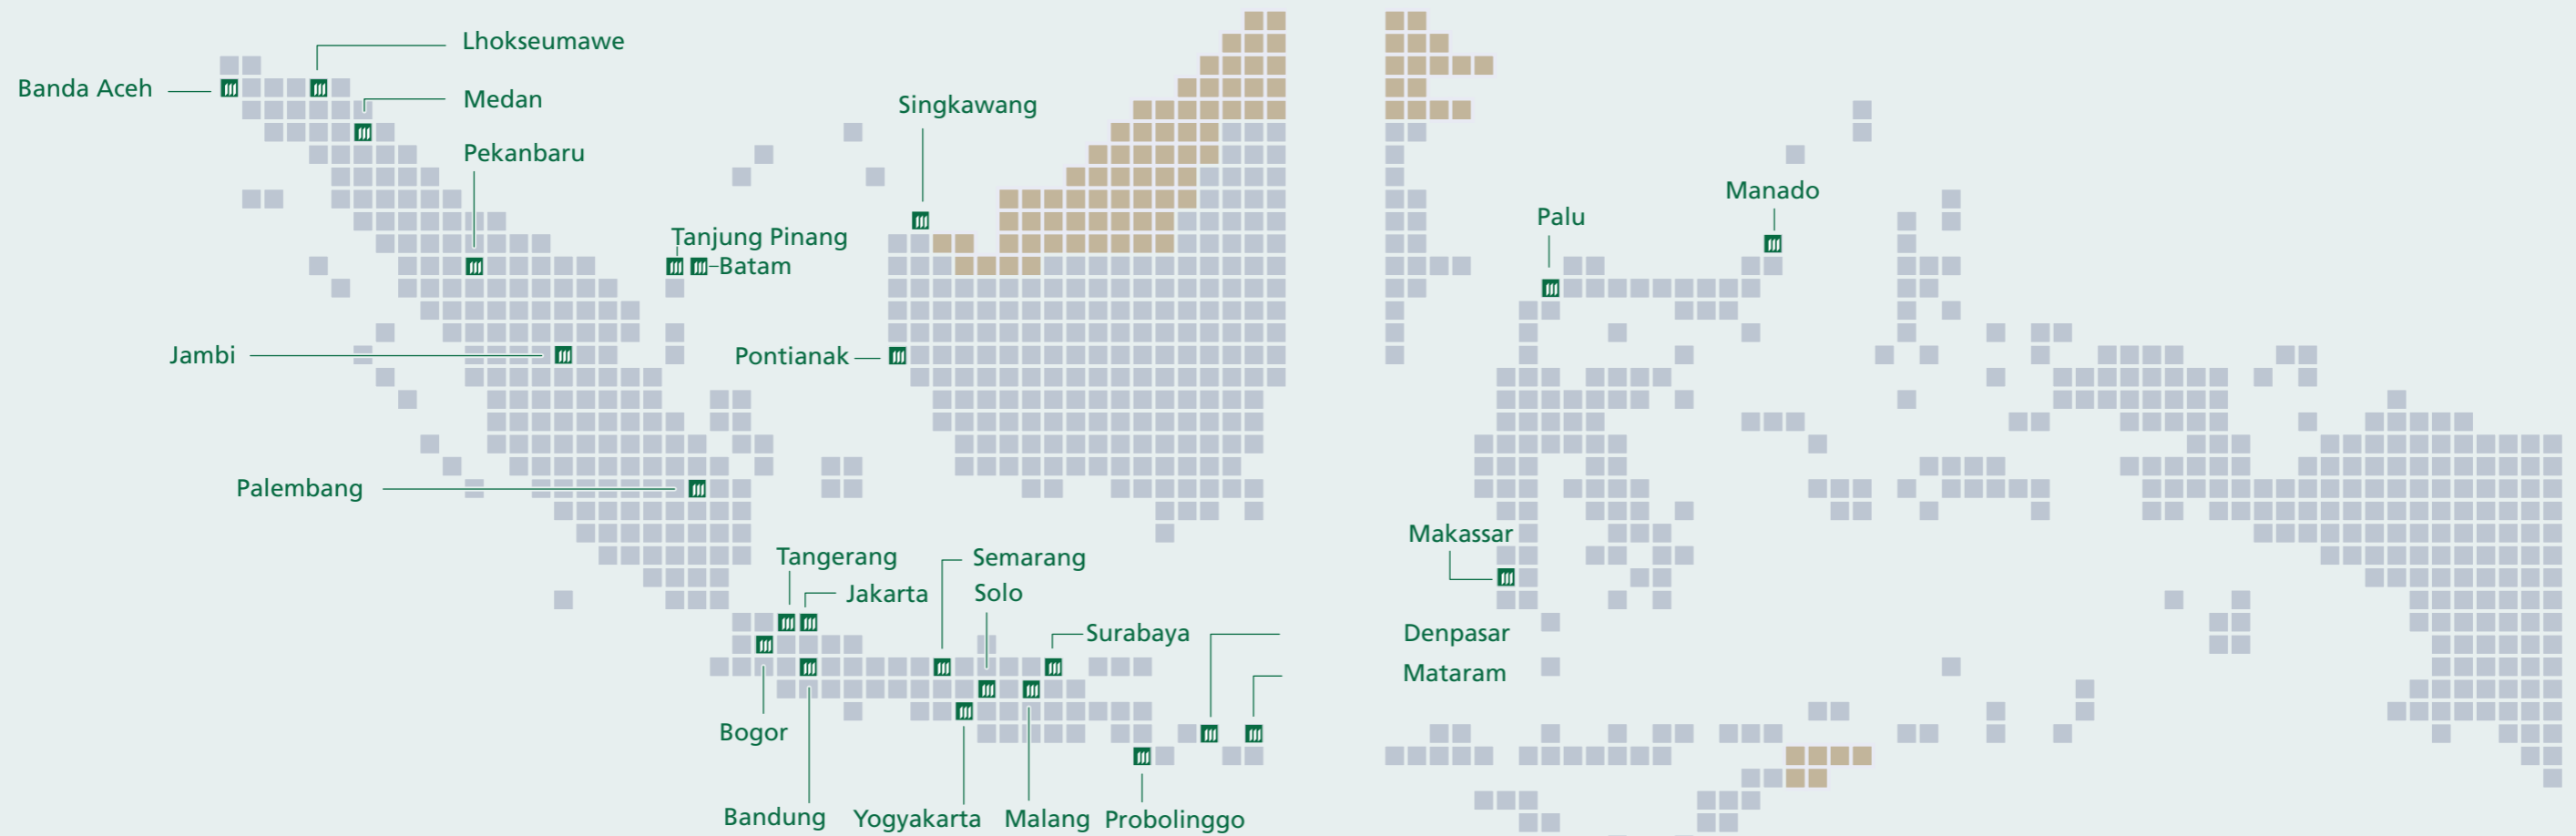 Lhokseumawe
Banda Aceh
Medan
Singkawang
Pekanbaru
Manado
Palu
Tanjung Pinang
Batam
Jambi
Pontianak
Palembang
Makassar
Tangerang
Semarang
Jakarta
Solo
Surabaya
Denpasar
Mataram
Bogor
Bandung
Yogyakarta
Malang
Probolinggo